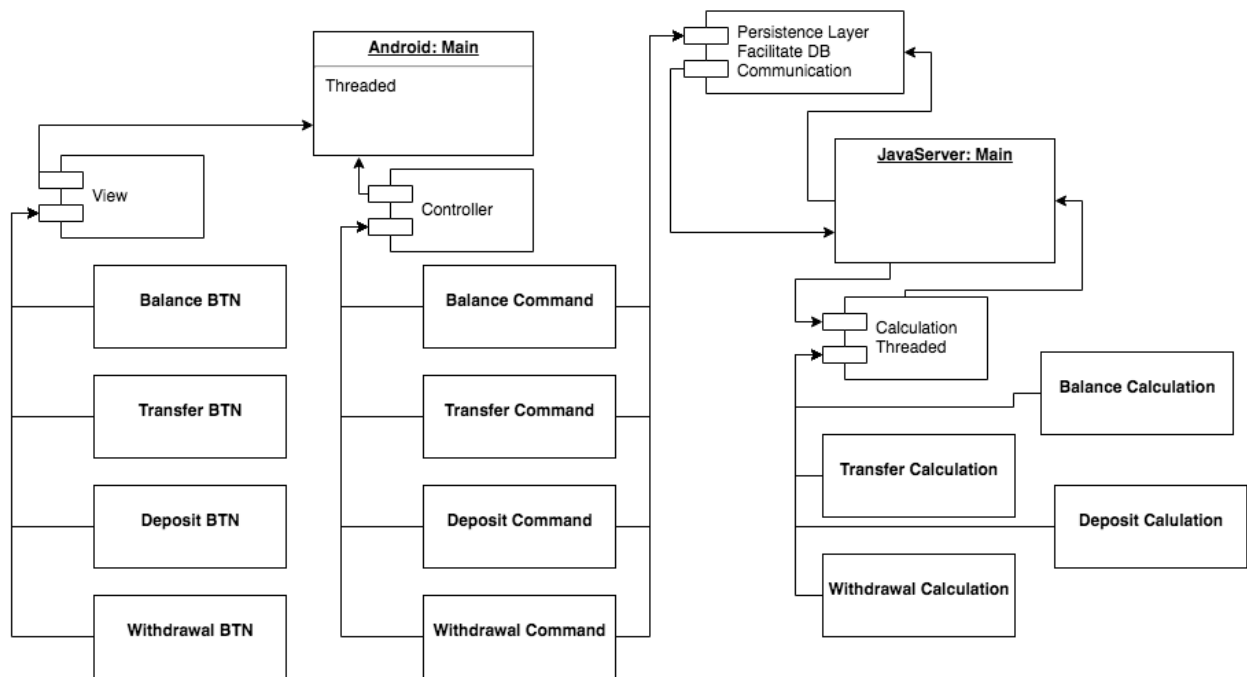 Android: Main
Threaded
Persistence Layer
Facilitate DB
Communication
JavaServer: Main
View
Controller
Balance BTN
Balance Command
Calculation
Threaded
Balance Calculation
Transfer BTN
Transfer Command
Transfer Calculation
Deposit BTN
Deposit Command
Deposit Calulation
Withdrawal Calculation
Withdrawal BTN
Withdrawal Command